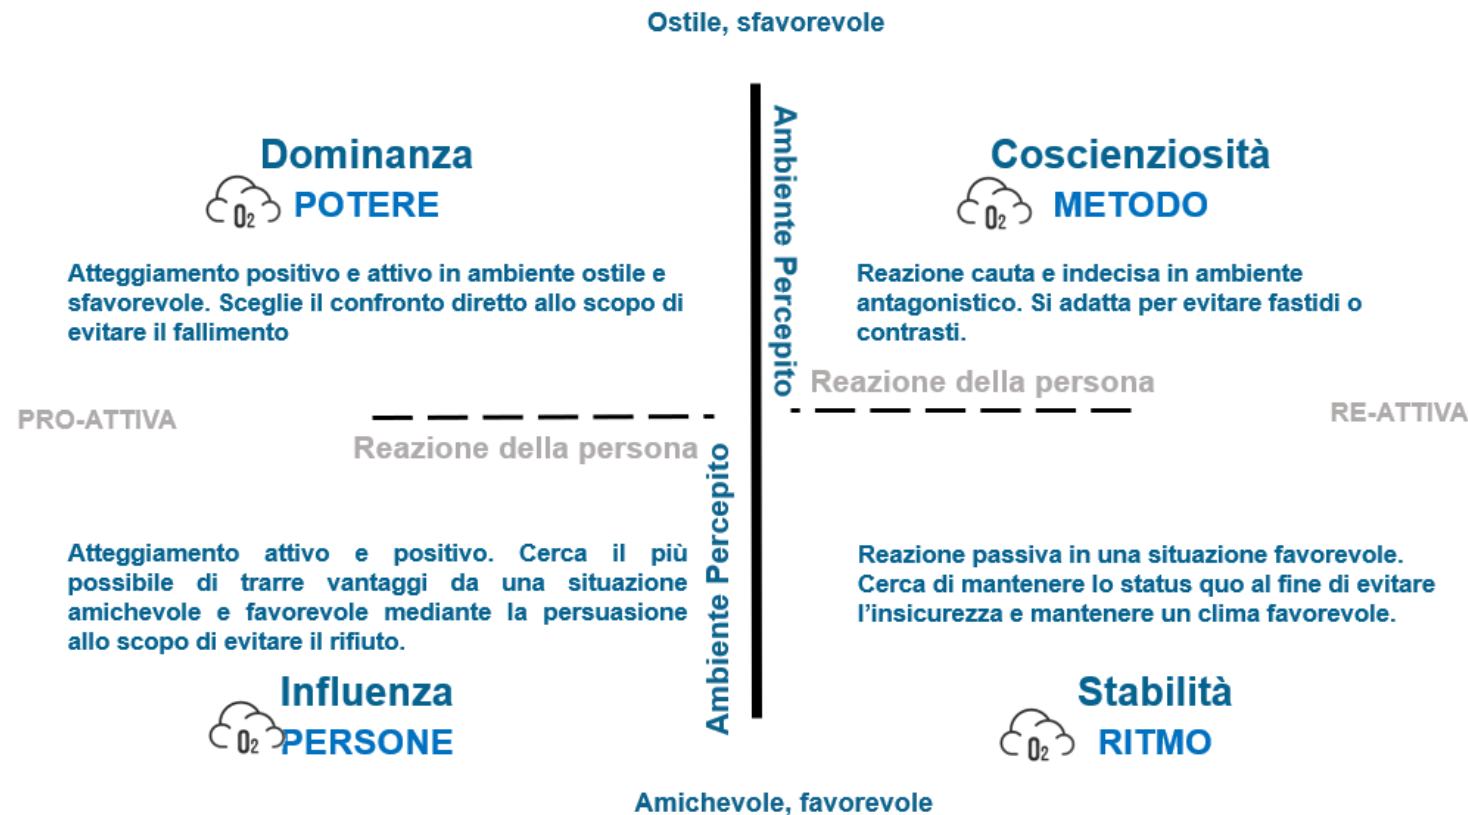 Ostile, sfavorevole
Dominanza
O2 POTERE
Atteggiamento positivo e attivo in ambiente ostile e
sfavorevole. Sceglie il confronto diretto allo scopo di
evitare il fallimento
Ambiente Percepito
Coscienziosità
O2 METODO
Reazione cauta e indecisa in ambiente
antagonistico. Si adatta per evitare fastidi o
contrasti.
Reazione della persona
PRO-ATTIVA
RE-ATTIVA
Reazione della persona
Ambiente Percepito
Atteggiamento attivo e positivo. Cerca il più
possibile di trarre vantaggi da una situazione
amichevole e favorevole mediante la persuasione
allo scopo di evitare il rifiuto.
Influenza
O2 PERSONE
Reazione passiva in una situazione favorevole.
Cerca di mantenere lo status quo al fine di evitare
l’insicurezza e mantenere un clima favorevole.
Stabilità
O2 RITMO
Amichevole, favorevole